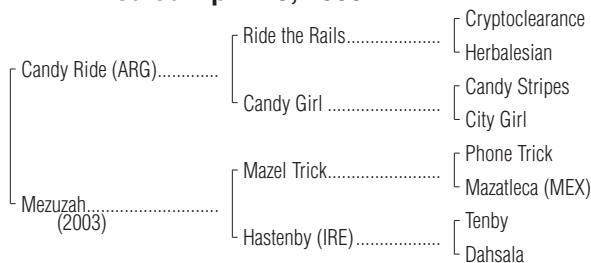 Cryptoclearance
Ride the Rails
Herbalesian
Candy Ride (ARG)
Candy Stripes
Candy Girl
City Girl
Phone Trick
Mazel Trick
Mazatleca (MEX)
Mezuzah
(2003)
Tenby
Hastenby (IRE)
Dahsala